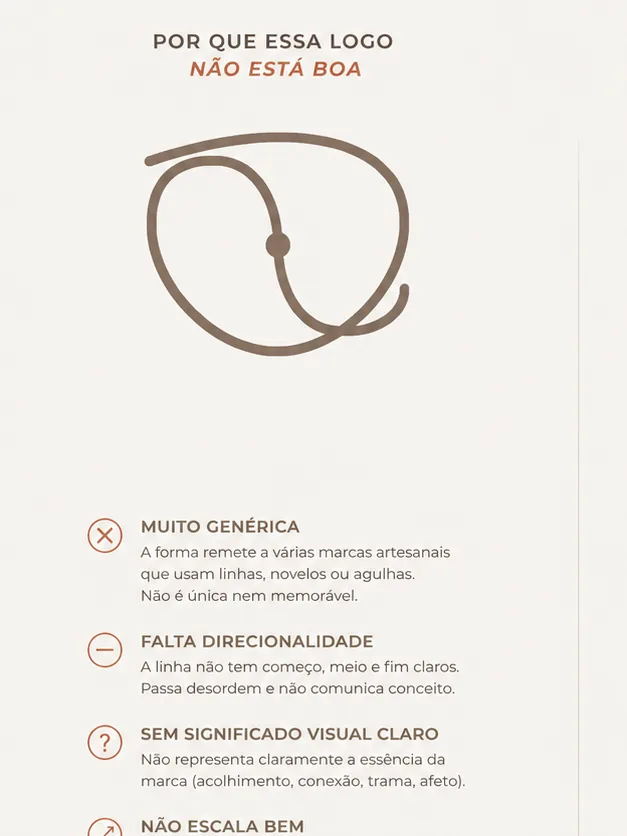 POR QUE ESSA LOGO
NÃO ESTÁ BOA
MUITO GENÉRICA
A forma remete a várias marcas artesanais
que usam linhas, novelos ou agulhas.
Não é única nem memorável.
FALTA DIRECIONALIDADE
A linha não tem começo, meio e fim claros.
Passa desordem e não comunica conceito.
SEM SIGNIFICADO VISUAL CLARO
Não representa claramente a essência da
marca (acolhimento, conexão, trama, afeto).
NÃO ESCALA BEM